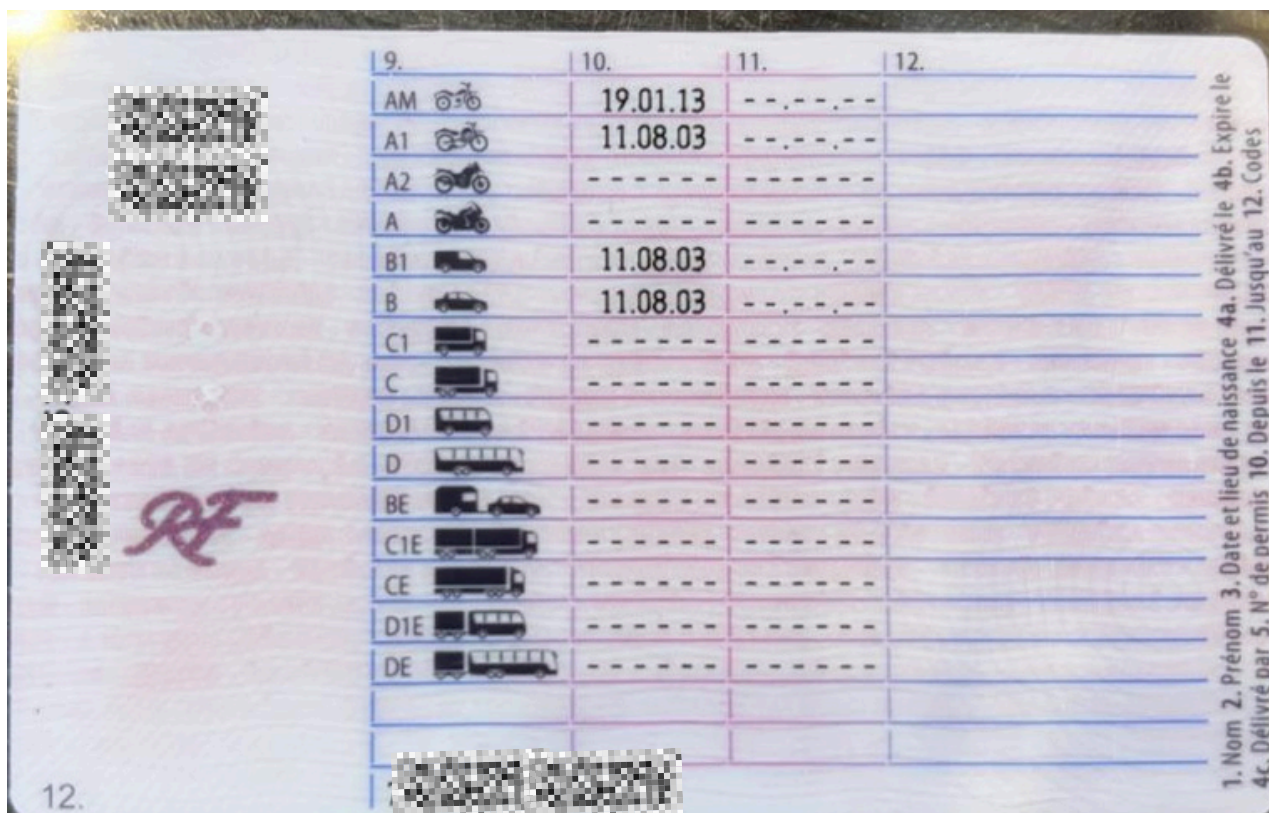 9. 10. 11. 12.
AM 19.01.13 --.--.--
A1 11.08.03 --.--.--
A2 ------ ------
A ------ ------
B1 11.08.03 --.--.--
B 11.08.03 --.--.--
C1 ------ ------
C ------ ------
D1 ------ ------
D ------ ------
BE ------ ------
C1E ------ ------
CE ------ ------
D1E ------ ------
DE ------ ------
RF
12.
1. Nom 2. Prénom 3. Date et lieu de naissance 4a. Délivré le 4b. Expire le
4c. Délivré par 5. N° de permis 10. Depuis le 11. Jusqu'au 12. Codes